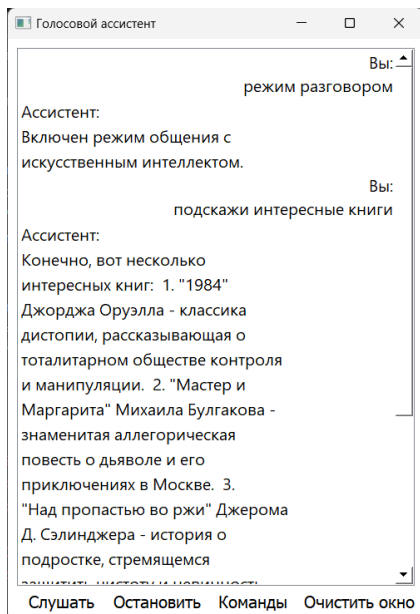 Голосовой ассистент
Вы:
режим разговором
Ассистент:
Включен режим общения с
искусственным интеллектом.
Вы:
подскажи интересные книги
Ассистент:
Конечно, вот несколько
интересных книг:  1. "1984"
Джорджа Оруэлла - классика
дистопии, рассказывающая о
тоталитарном обществе контроля
и манипуляции.  2. "Мастер и
Маргарита" Михаила Булгакова -
знаменитая аллегорическая
повесть о дьяволе и его
приключениях в Москве.  3.
"Над пропастью во ржи" Джерома
Д. Сэлинджера - история о
подростке, стремящемся
защитить чистоту и невинность
Слушать Остановить Команды Очистить окно